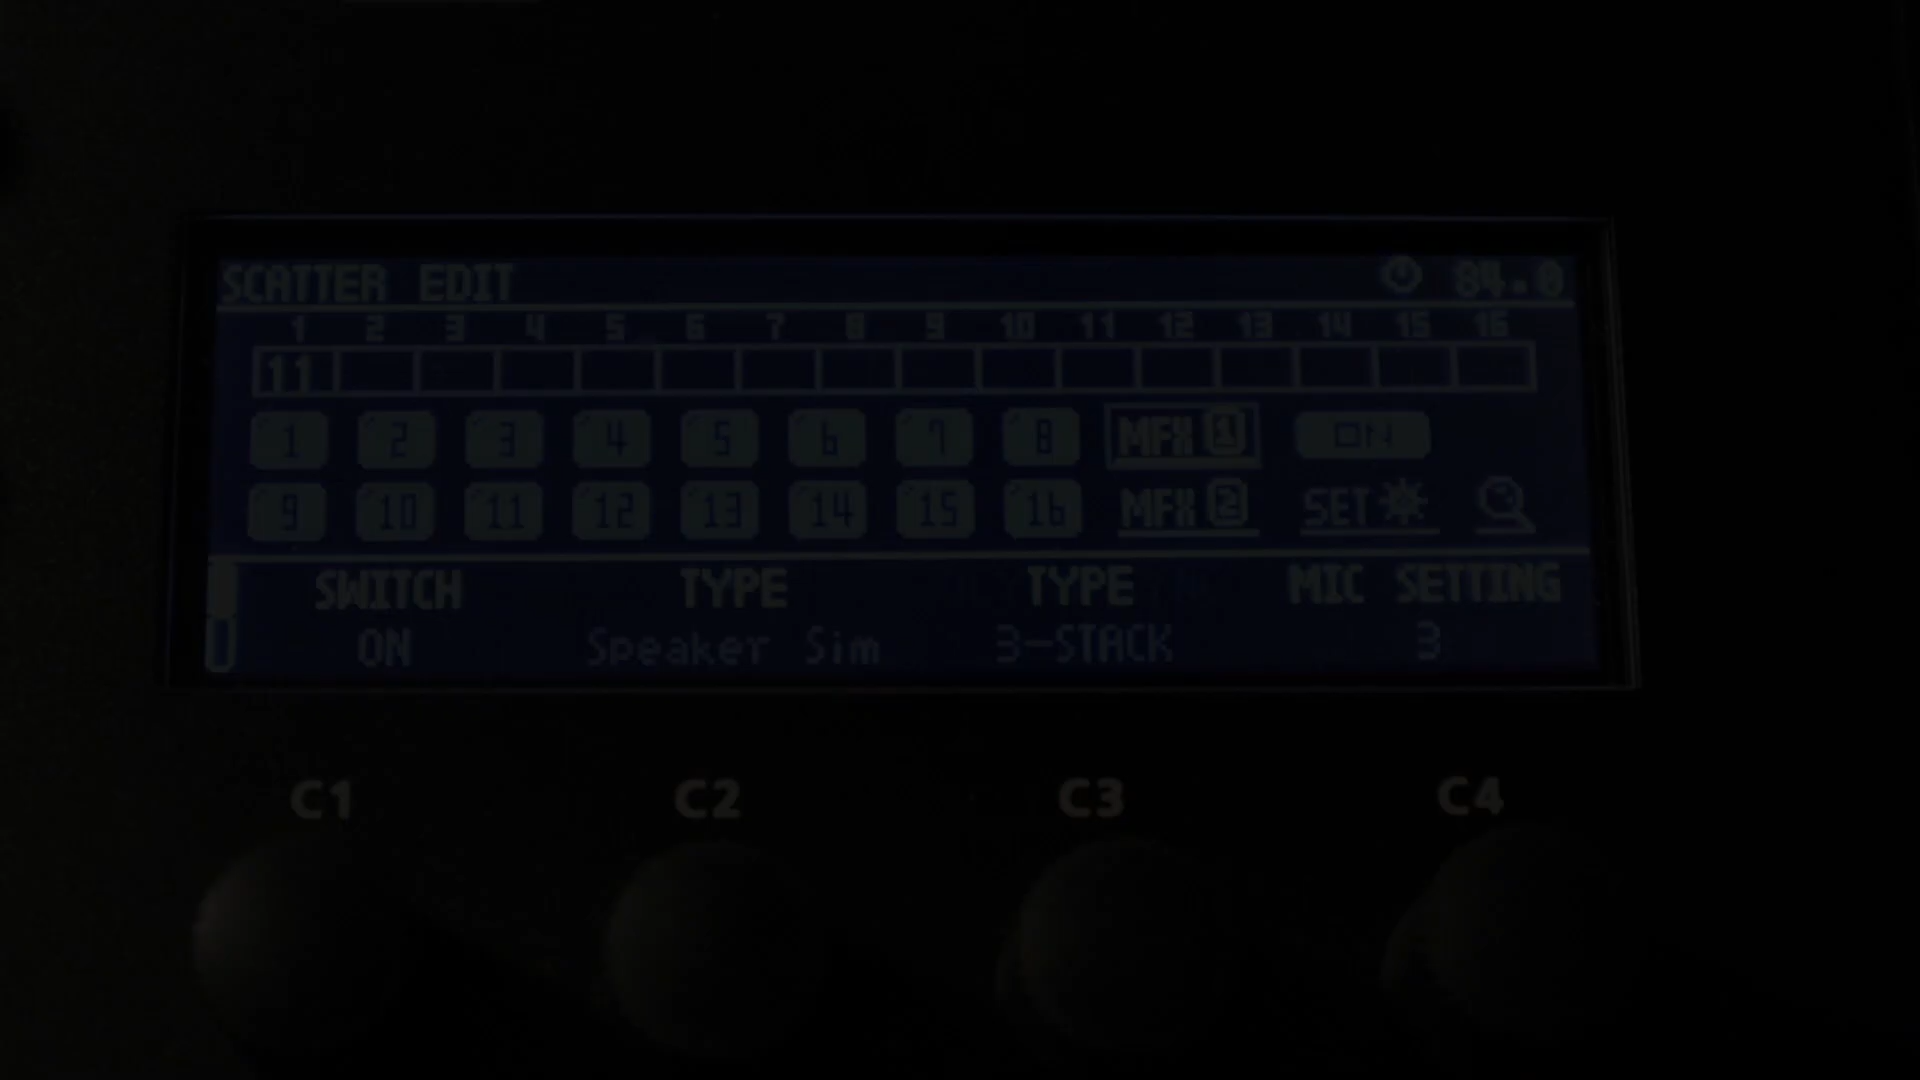 SCATTER EDIT 84.0
1 2 3 4 5 6 7 8 9 10 11 12 13 14 15 16
11
1 2 3 4 5 6 7 8 MFX 1 ON
9 10 11 12 13 14 15 16 MFX 2 SET
SWITCH TYPE TYPE MIC SETTING
ON Speaker Sim 3-STACK 3
C1 C2 C3 C4